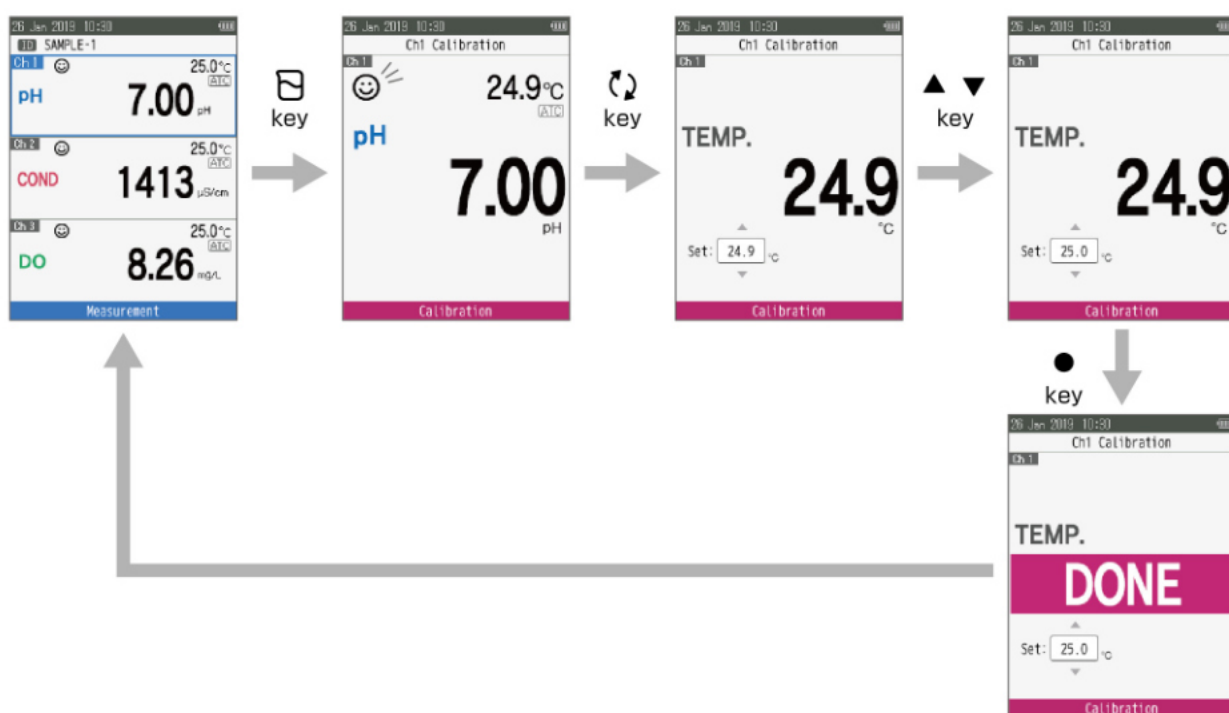 26 Jan 2019 10:30
ID SAMPLE-1
Ch 1 25.0°C
ATC
pH 7.00 pH
Ch 2 25.0°C
ATC
COND 1413 µS/cm
Ch 3 25.0°C
ATC
DO 8.26 mg/L
Measurement
key
26 Jan 2019 10:30
Ch1 Calibration
Ch 1
24.9°C
ATC
pH
7.00
pH
Calibration
key
26 Jan 2019 10:30
Ch1 Calibration
Ch 1
TEMP.
24.9
°C
Set: 24.9 °C
Calibration
▲ ▼
key
26 Jan 2019 10:30
Ch1 Calibration
Ch 1
TEMP.
24.9
°C
Set: 25.0 °C
Calibration
●
key
26 Jan 2019 10:30
Ch1 Calibration
Ch 1
TEMP.
DONE
Set: 25.0 °C
Calibration